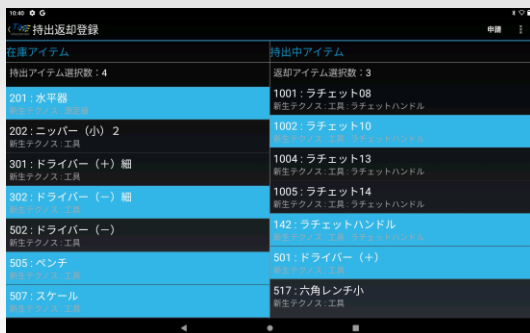 10:40
持出返却登録
申請
在庫アイテム
持出アイテム選択数:4
201:水平器
新生テクノス:測定器
202:ニッパー(小)2
新生テクノス:工具
301:ドライバー(+)細
新生テクノス:工具
302:ドライバー(ー)細
新生テクノス:工具
502:ドライバー(ー)
新生テクノス:工具
505:ペンチ
新生テクノス:工具
507:スケール
新生テクノス:工具
持出中アイテム
返却アイテム選択数:3
1001:ラチェット08
新生テクノス:工具:ラチェットハンドル
1002:ラチェット10
新生テクノス:工具:ラチェットハンドル
1004:ラチェット13
新生テクノス:工具:ラチェットハンドル
1005:ラチェット14
新生テクノス:工具:ラチェットハンドル
142:ラチェットハンドル
新生テクノス:工具:ラチェットハンドル
501:ドライバー(+)
新生テクノス:工具
517:六角レンチ小
新生テクノス:工具